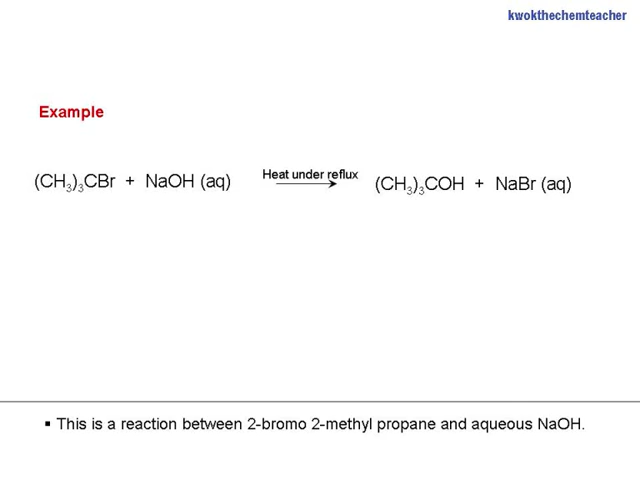 kwokthechemteacher
Example
(CH₃)₃CBr + NaOH (aq) Heat under reflux (CH₃)₃COH + NaBr (aq)
▪ This is a reaction between 2-bromo 2-methyl propane and aqueous NaOH.